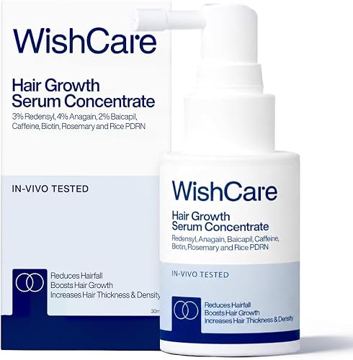 WishCare
Hair Growth
Serum Concentrate
3% Redensyl, 4% Anagain, 2% Baicapil,
Caffeine, Biotin, Rosemary and Rice PDRN
IN-VIVO TESTED
Reduces Hairfall
Boosts Hair Growth
Increases Hair Thickness & Density
WishCare
Hair Growth
Serum Concentrate
Redensyl, Anagain, Baicapil, Caffeine,
Biotin, Rosemary and Rice PDRN
IN-VIVO TESTED
Reduces Hairfall
Boosts Hair Growth
Increases Hair Thickness & Density